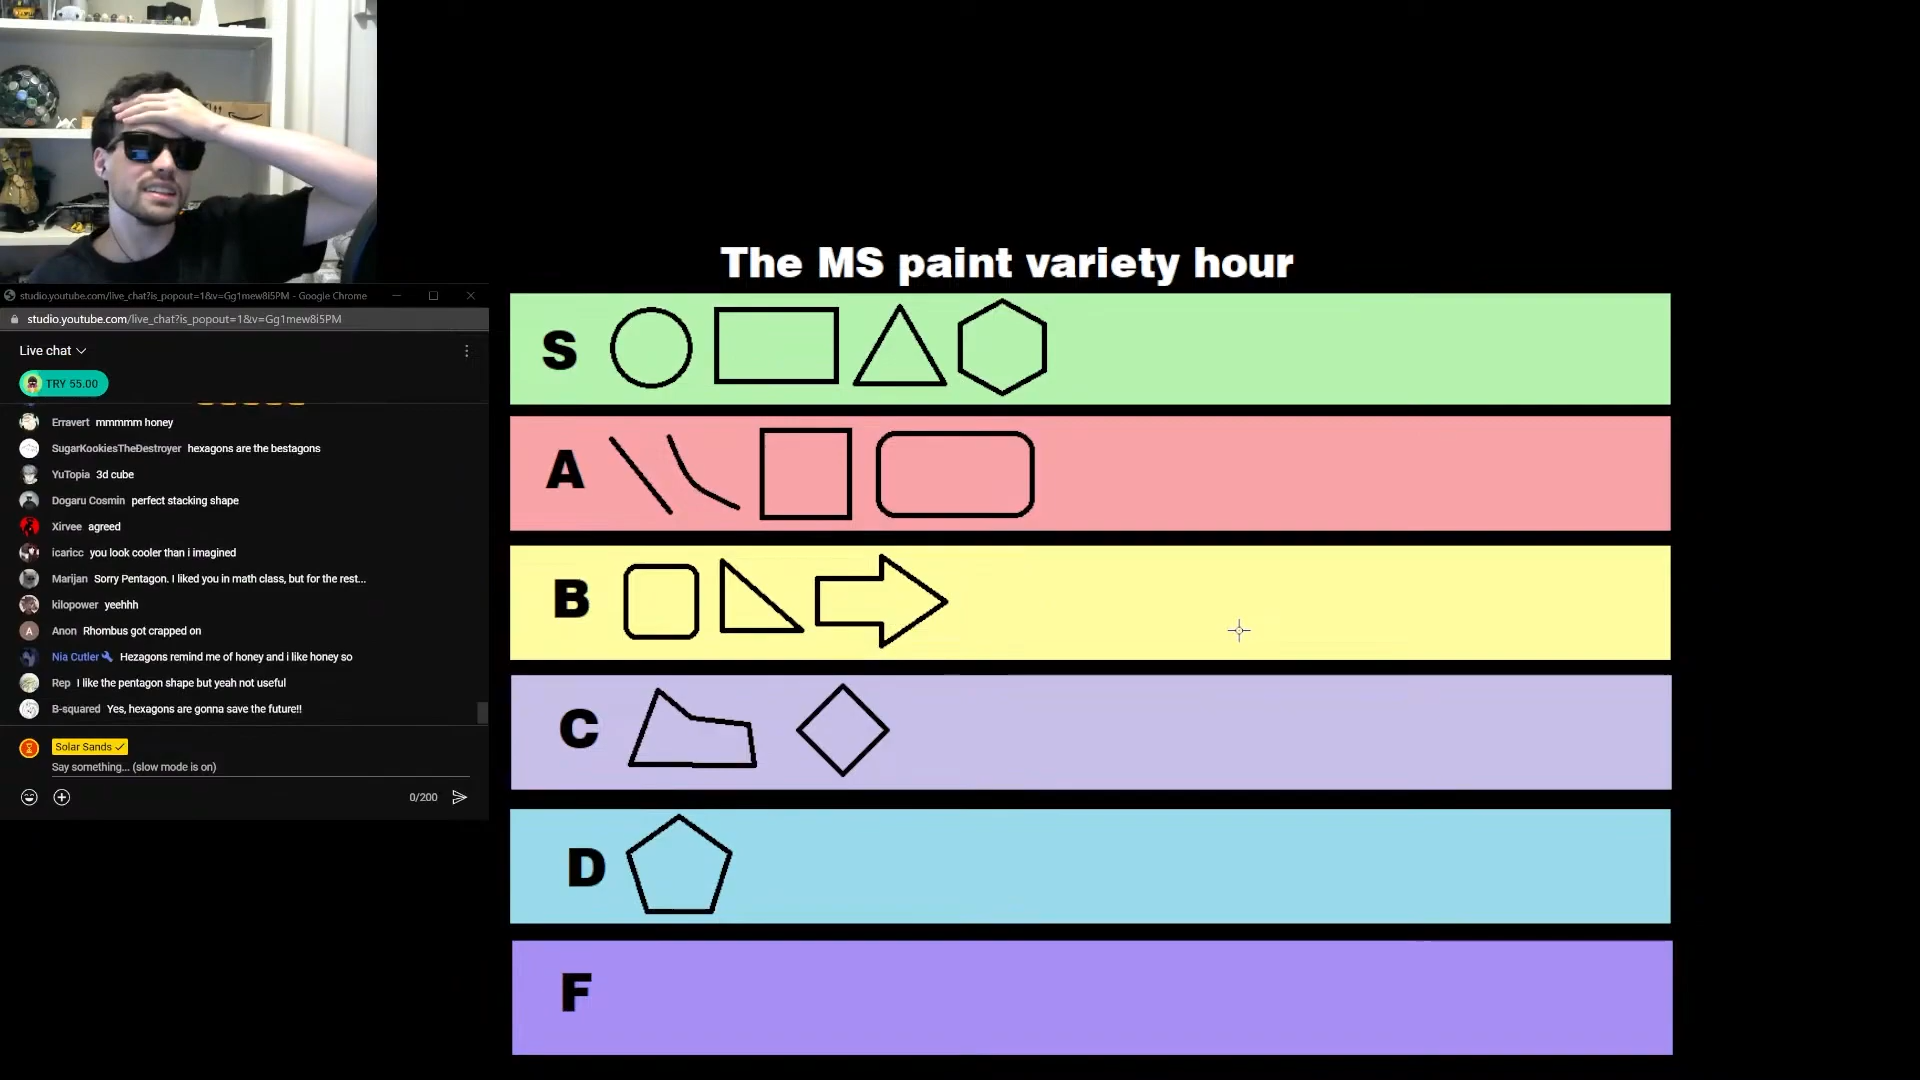 studio.youtube.com/live_chat?is_popout=1&v=Gg1mew8i5PM - Google Chrome
studio.youtube.com/live_chat?is_popout=1&v=Gg1mew8i5PM
Live chat
TRY 55.00
Erravert mmmmm honey
SugarKookiesTheDestroyer hexagons are the bestagons
YuTopia 3d cube
Dogaru Cosmin perfect stacking shape
Xirvee agreed
icaricc you look cooler than i imagined
Marijan Sorry Pentagon. I liked you in math class, but for the rest...
kilopower yeehhh
A Anon Rhombus got crapped on
Nia Cutler Hezagons remind me of honey and i like honey so
Rep I like the pentagon shape but yeah not useful
B-squared Yes, hexagons are gonna save the future!!
Solar Sands
Say something... (slow mode is on)
0/200
The MS paint variety hour
S
A
B
C
D
F